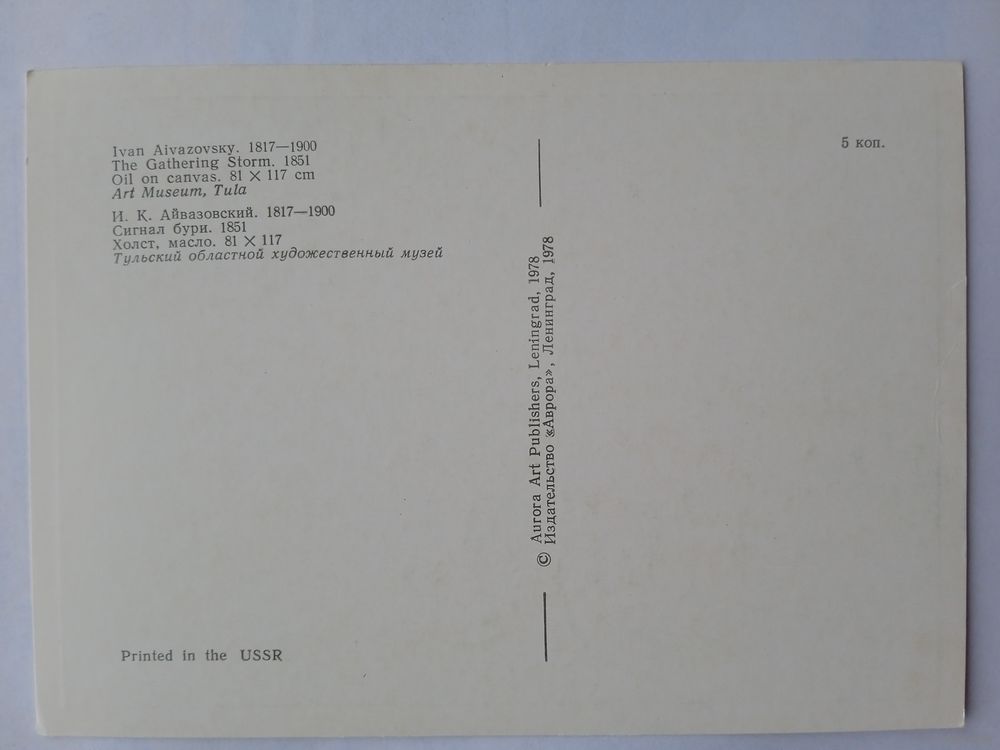 Ivan Aivazovsky. 1817—1900
The Gathering Storm. 1851
Oil on canvas. 81 × 117 cm
Art Museum, Tula
И. К. Айвазовский. 1817—1900
Сигнал бури. 1851
Холст, масло. 81 × 117
Тульский областной художественный музей
Printed in the USSR
© Aurora Art Publishers, Leningrad, 1978
Издательство «Аврора», Ленинград, 1978
5 коп.